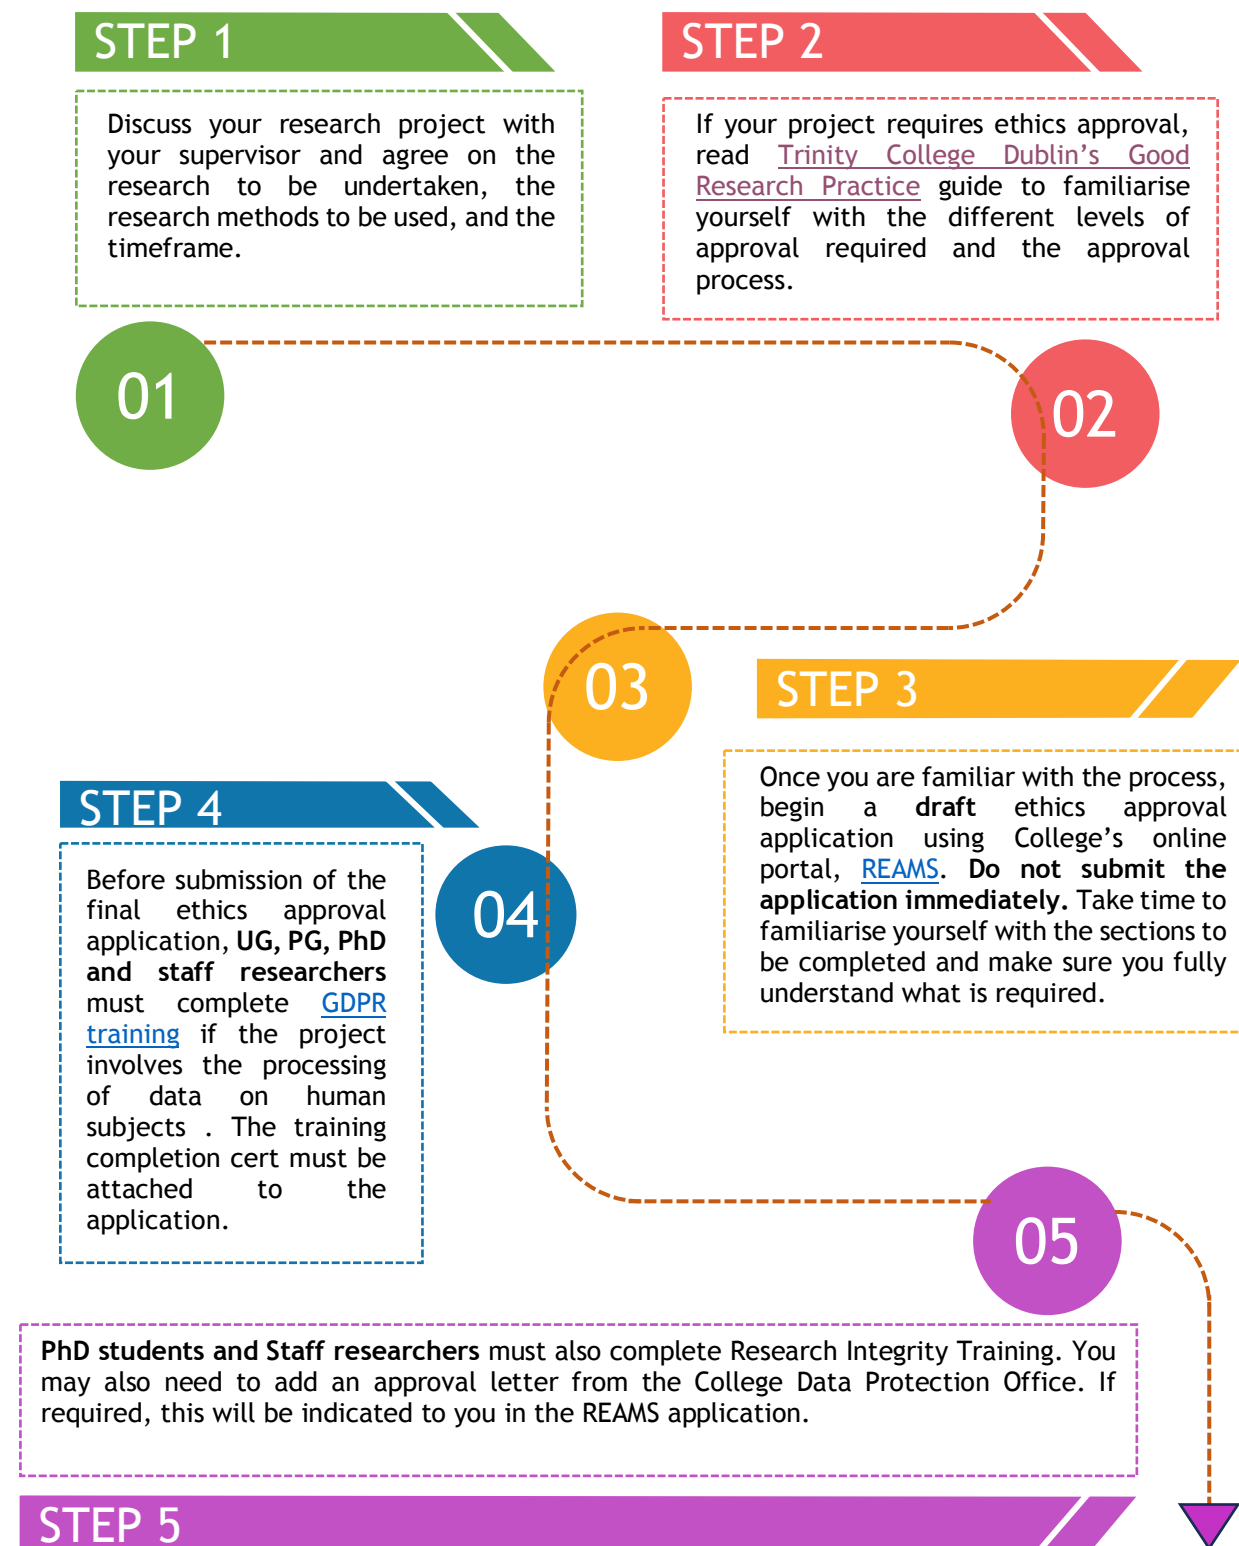 STEP 1
Discuss your research project with
your supervisor and agree on the
research to be undertaken, the
research methods to be used, and the
timeframe.
01
STEP 2
If your project requires ethics approval,
read Trinity College Dublin’s Good
Research Practice guide to familiarise
yourself with the different levels of
approval required and the approval
process.
02
03
STEP 3
Once you are familiar with the process,
begin a draft ethics approval
application using College’s online
portal, REAMS. Do not submit the
application immediately. Take time to
familiarise yourself with the sections to
be completed and make sure you fully
understand what is required.
STEP 4
04
Before submission of the
final ethics approval
application, UG, PG, PhD
and staff researchers
must complete GDPR
training if the project
involves the processing
of data on human
subjects . The training
completion cert must be
attached to the
application.
05
PhD students and Staff researchers must also complete Research Integrity Training. You
may also need to add an approval letter from the College Data Protection Office. If
required, this will be indicated to you in the REAMS application.
STEP 5